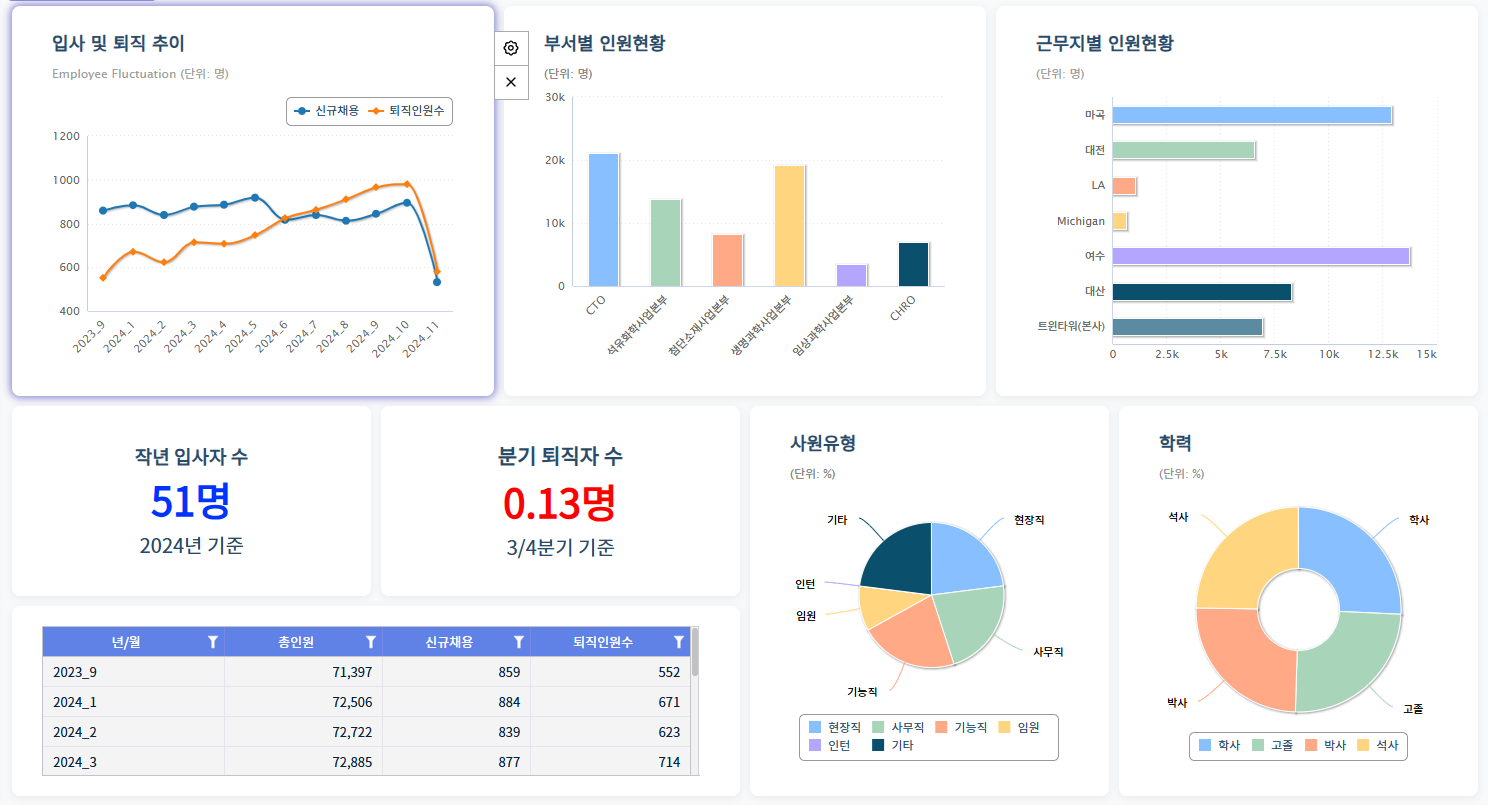 입사 및 퇴직 추이
Employee Fluctuation (단위: 명)
신규채용 퇴직인원수
1200
1000
800
600
400
2023_9 2024_1 2024_2 2024_3 2024_4 2024_5 2024_6 2024_7 2024_8 2024_9 2024_10 2024_11
부서별 인원현황
(단위: 명)
30k
20k
10k
0
CTO 석유화학사업본부 첨단소재사업본부 생명과학사업본부 임상과학사업본부 CHRO
근무지별 인원현황
(단위: 명)
마곡
대전
LA
Michigan
여수
대산
트윈타워(본사)
0 2.5k 5k 7.5k 10k 12.5k 15k
작년 입사자 수
51명
2024년 기준
분기 퇴직자 수
0.13명
3/4분기 기준
년/월 총인원 신규채용 퇴직인원수
2023_9 71,397 859 552
2024_1 72,506 884 671
2024_2 72,722 839 623
2024_3 72,885 877 714
사원유형
(단위: %)
기타 현장직
인턴
임원
사무직
기능직
현장직 사무직 기능직 임원
인턴 기타
학력
(단위: %)
석사 학사
박사 고졸
학사 고졸 박사 석사